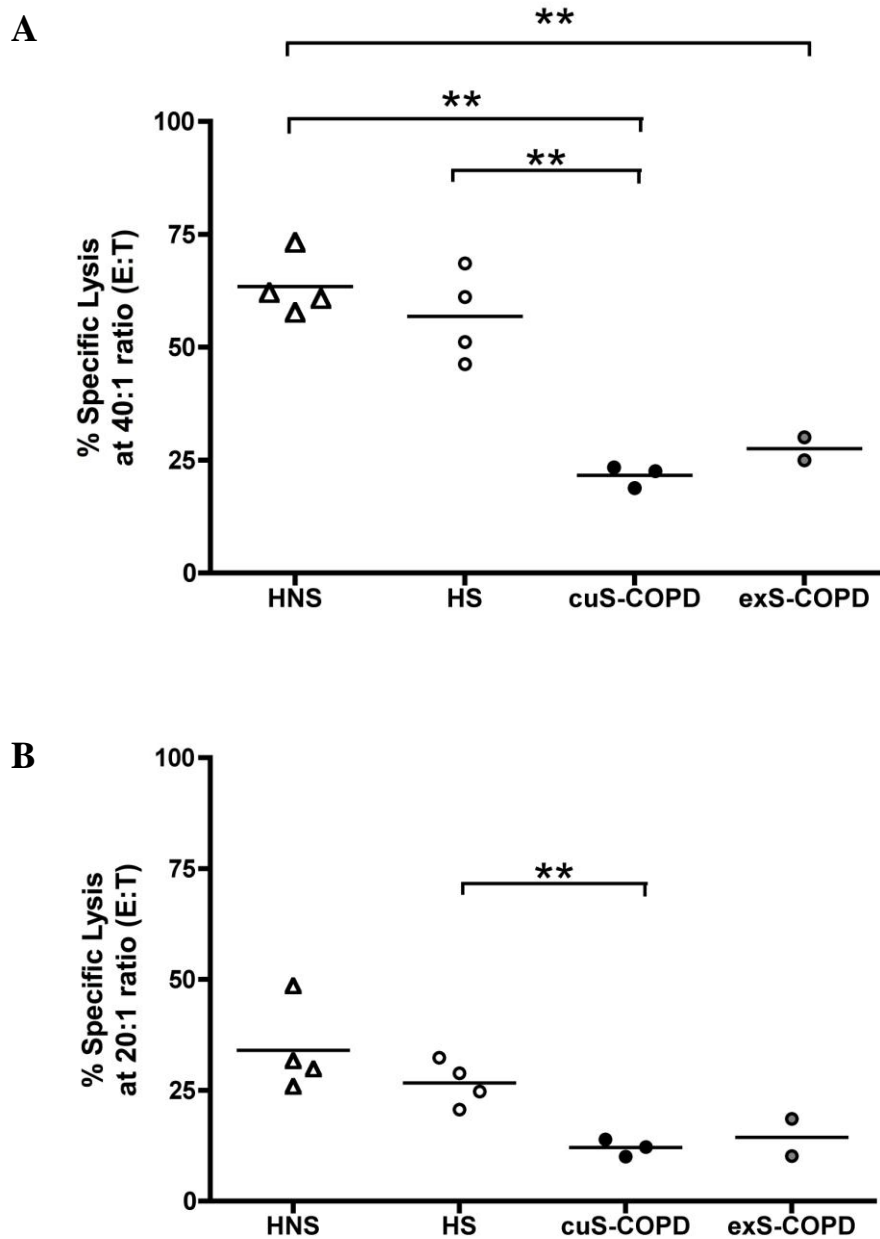 A
**
**
**
100
75
50
25
0
% Specific Lysis
at 40:1 ratio (E:T)
HNS HS cuS-COPD exS-COPD
B
**
100
75
50
25
0
% Specific Lysis
at 20:1 ratio (E:T)
HNS HS cuS-COPD exS-COPD